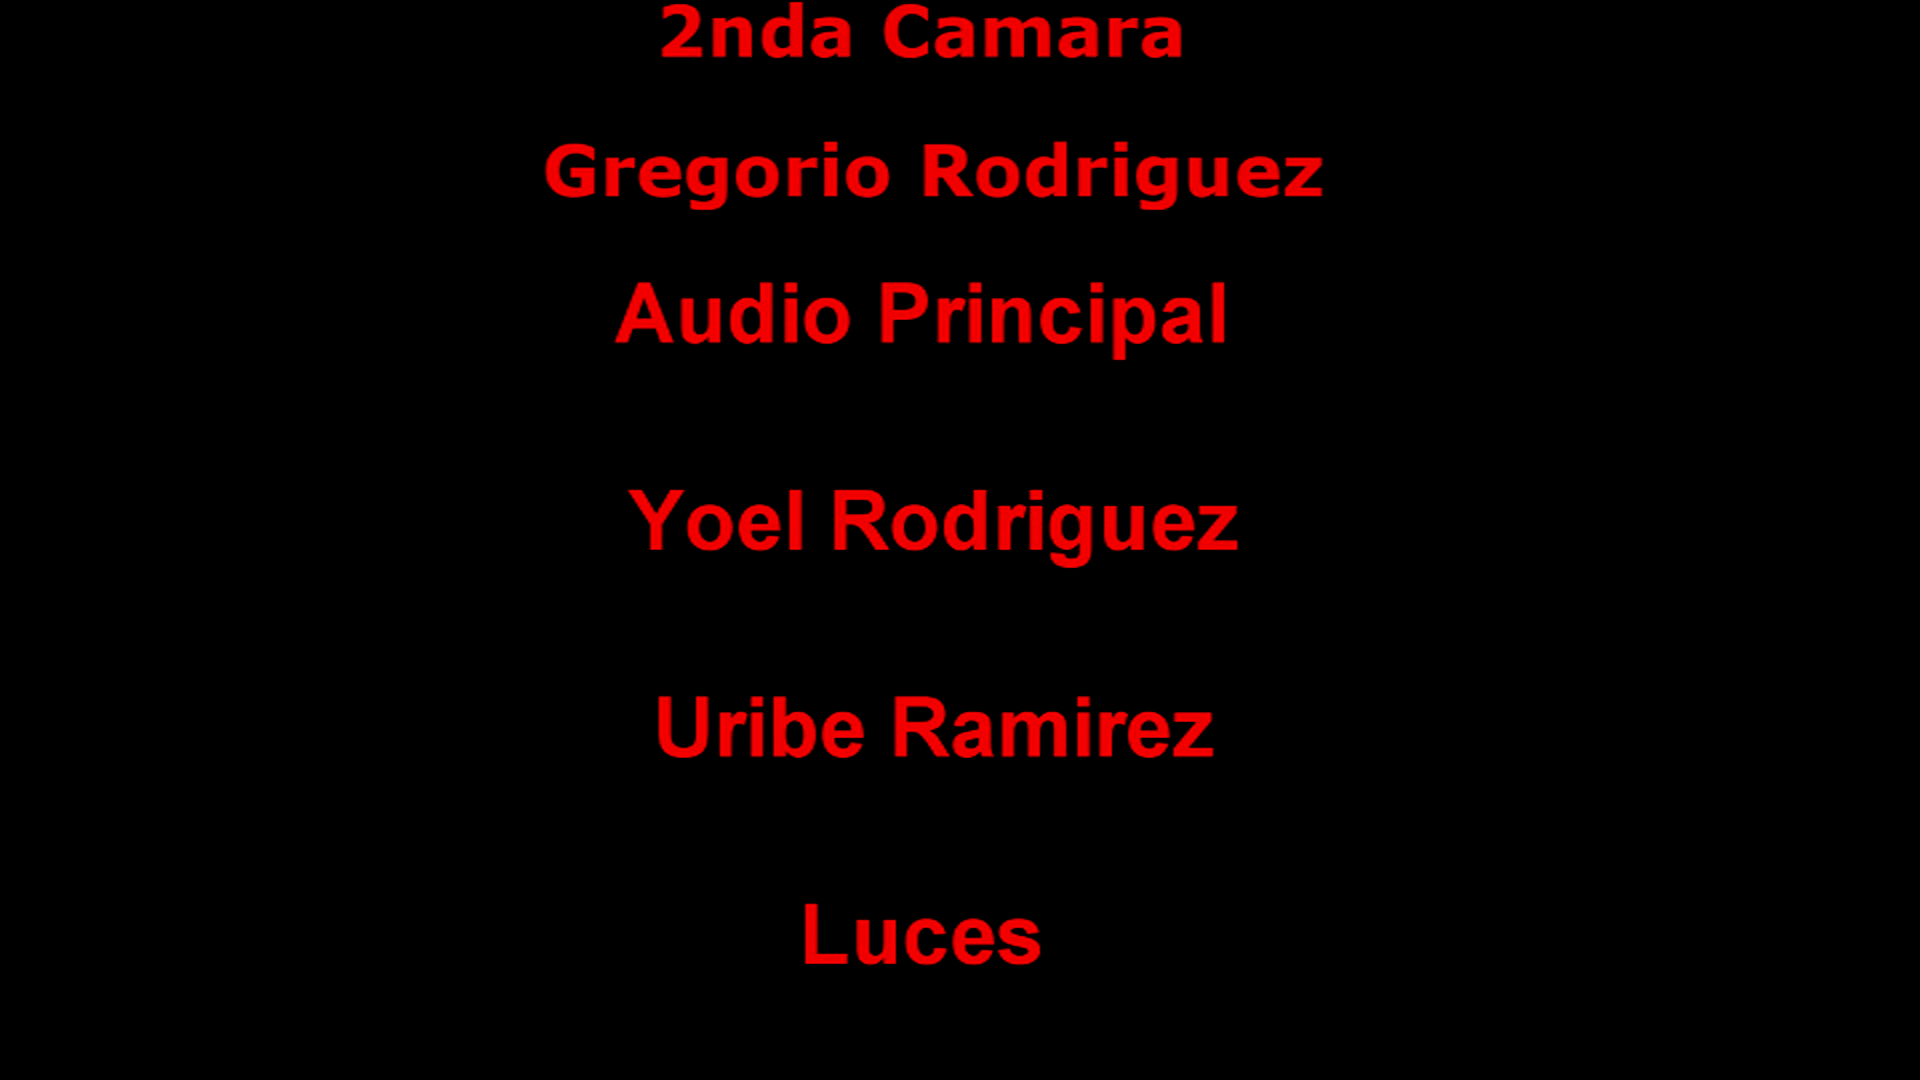 2nda Camara
Gregorio Rodriguez
Audio Principal
Yoel Rodriguez
Uribe Ramirez
Luces